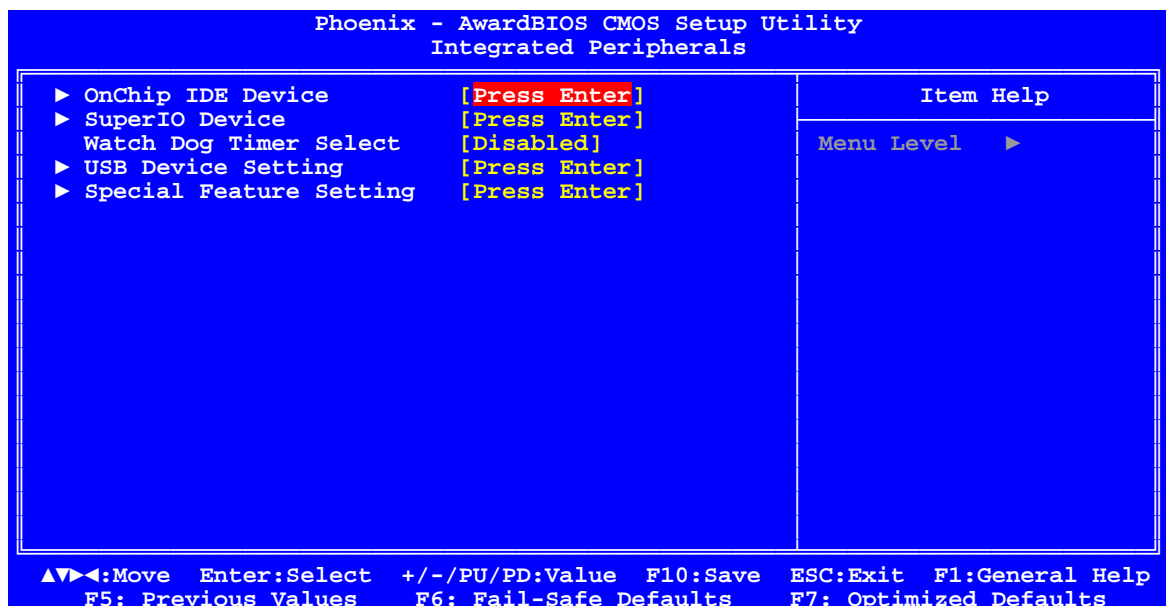 Phoenix - AwardBIOS CMOS Setup Utility
Integrated Peripherals
► OnChip IDE Device [Press Enter]
► SuperIO Device [Press Enter]
Watch Dog Timer Select [Disabled]
► USB Device Setting [Press Enter]
► Special Feature Setting [Press Enter]
Item Help
Menu Level ►
▲▼►◄:Move Enter:Select +/-/PU/PD:Value F10:Save ESC:Exit F1:General Help
F5: Previous Values F6: Fail-Safe Defaults F7: Optimized Defaults